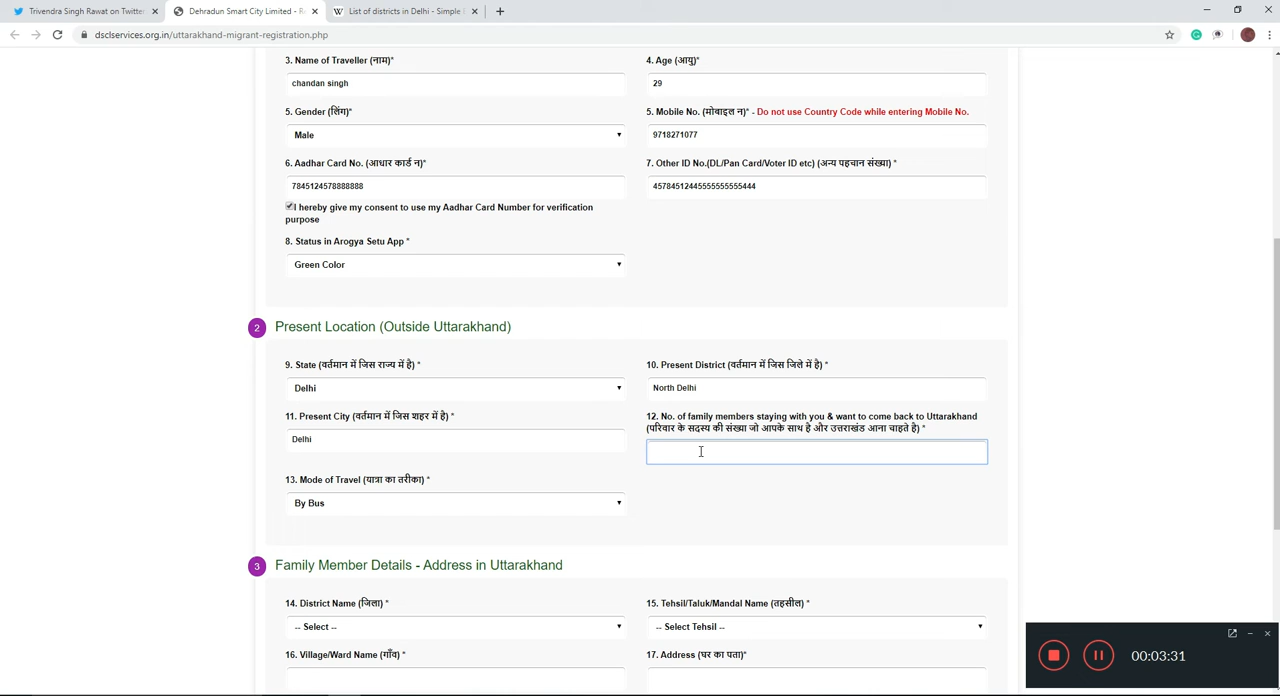 Trivendra Singh Rawat on Twitter
Dehradun Smart City Limited - R
List of districts in Delhi - Simple E
dsclservices.org.in/uttarakhand-migrant-registration.php
3. Name of Traveller (नाम)*
4. Age (आयु)*
chandan singh
29
5. Gender (लिंग)*
5. Mobile No. (मोबाइल न)* - Do not use Country Code while entering Mobile No.
Male
9718271077
6. Aadhar Card No. (आधार कार्ड न)*
7. Other ID No.(DL/Pan Card/Voter ID etc) (अन्य पहचान संख्या) *
7845124578888888
45784512445555555555444
I hereby give my consent to use my Aadhar Card Number for verification
purpose
8. Status in Arogya Setu App *
Green Color
2
Present Location (Outside Uttarakhand)
9. State (वर्तमान में जिस राज्य में है) *
10. Present District (वर्तमान में जिस जिले में है) *
Delhi
North Delhi
11. Present City (वर्तमान में जिस शहर में है) *
12. No. of family members staying with you & want to come back to Uttarakhand
(परिवार के सदस्य की संख्या जो आपके साथ है और उत्तराखंड आना चाहते है) *
Delhi
13. Mode of Travel (यात्रा का तरीका) *
By Bus
3
Family Member Details - Address in Uttarakhand
14. District Name (जिला) *
15. Tehsil/Taluk/Mandal Name (तहसील) *
-- Select --
-- Select Tehsil --
16. Village/Ward Name (गाँव) *
17. Address (घर का पता)*
00:03:31